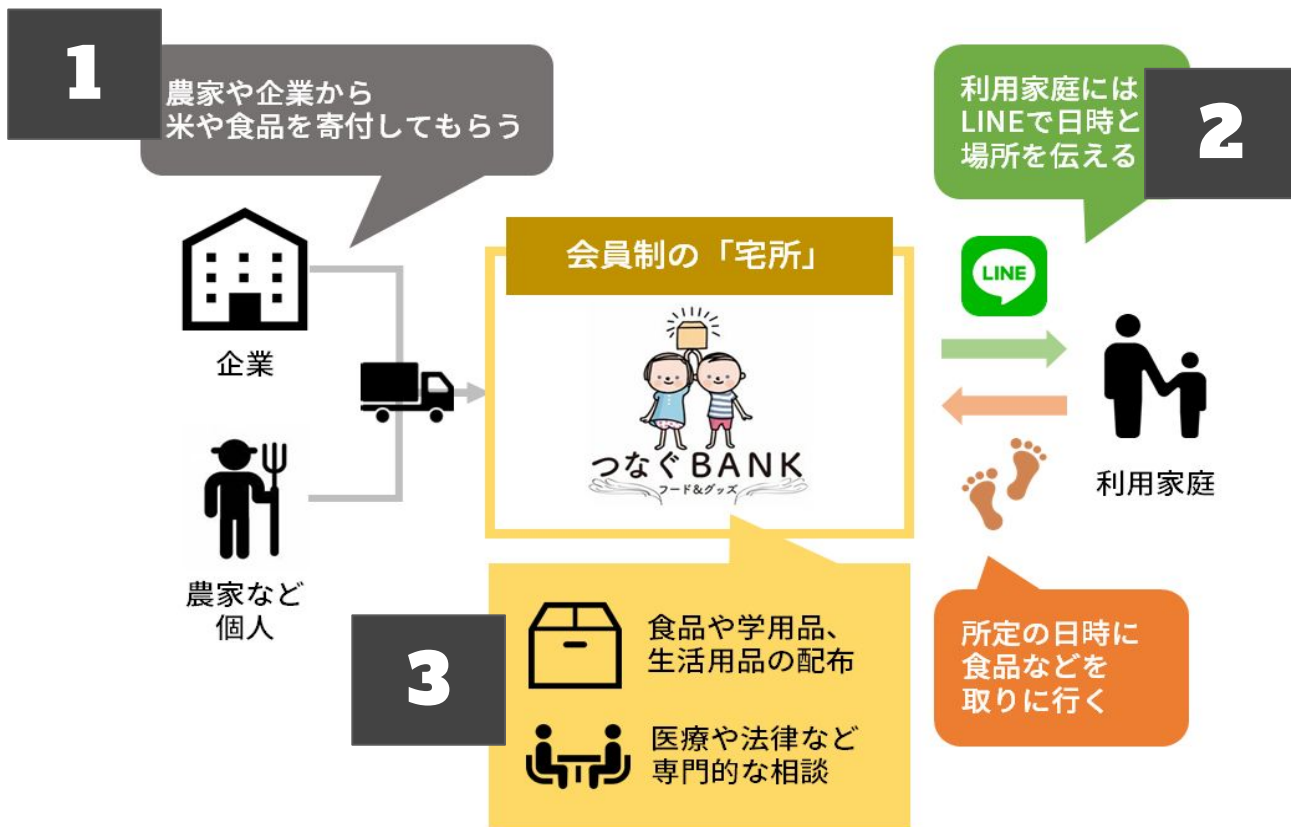 1
農家や企業から
米や食品を寄付してもらう
利用家庭には
LINEで日時と
場所を伝える
2
企業
農家など
個人
会員制の「宅所」
つなぐBANK
フード&グッズ
LINE
利用家庭
3
食品や学用品、
生活用品の配布
医療や法律など
専門的な相談
所定の日時に
食品などを
取りに行く